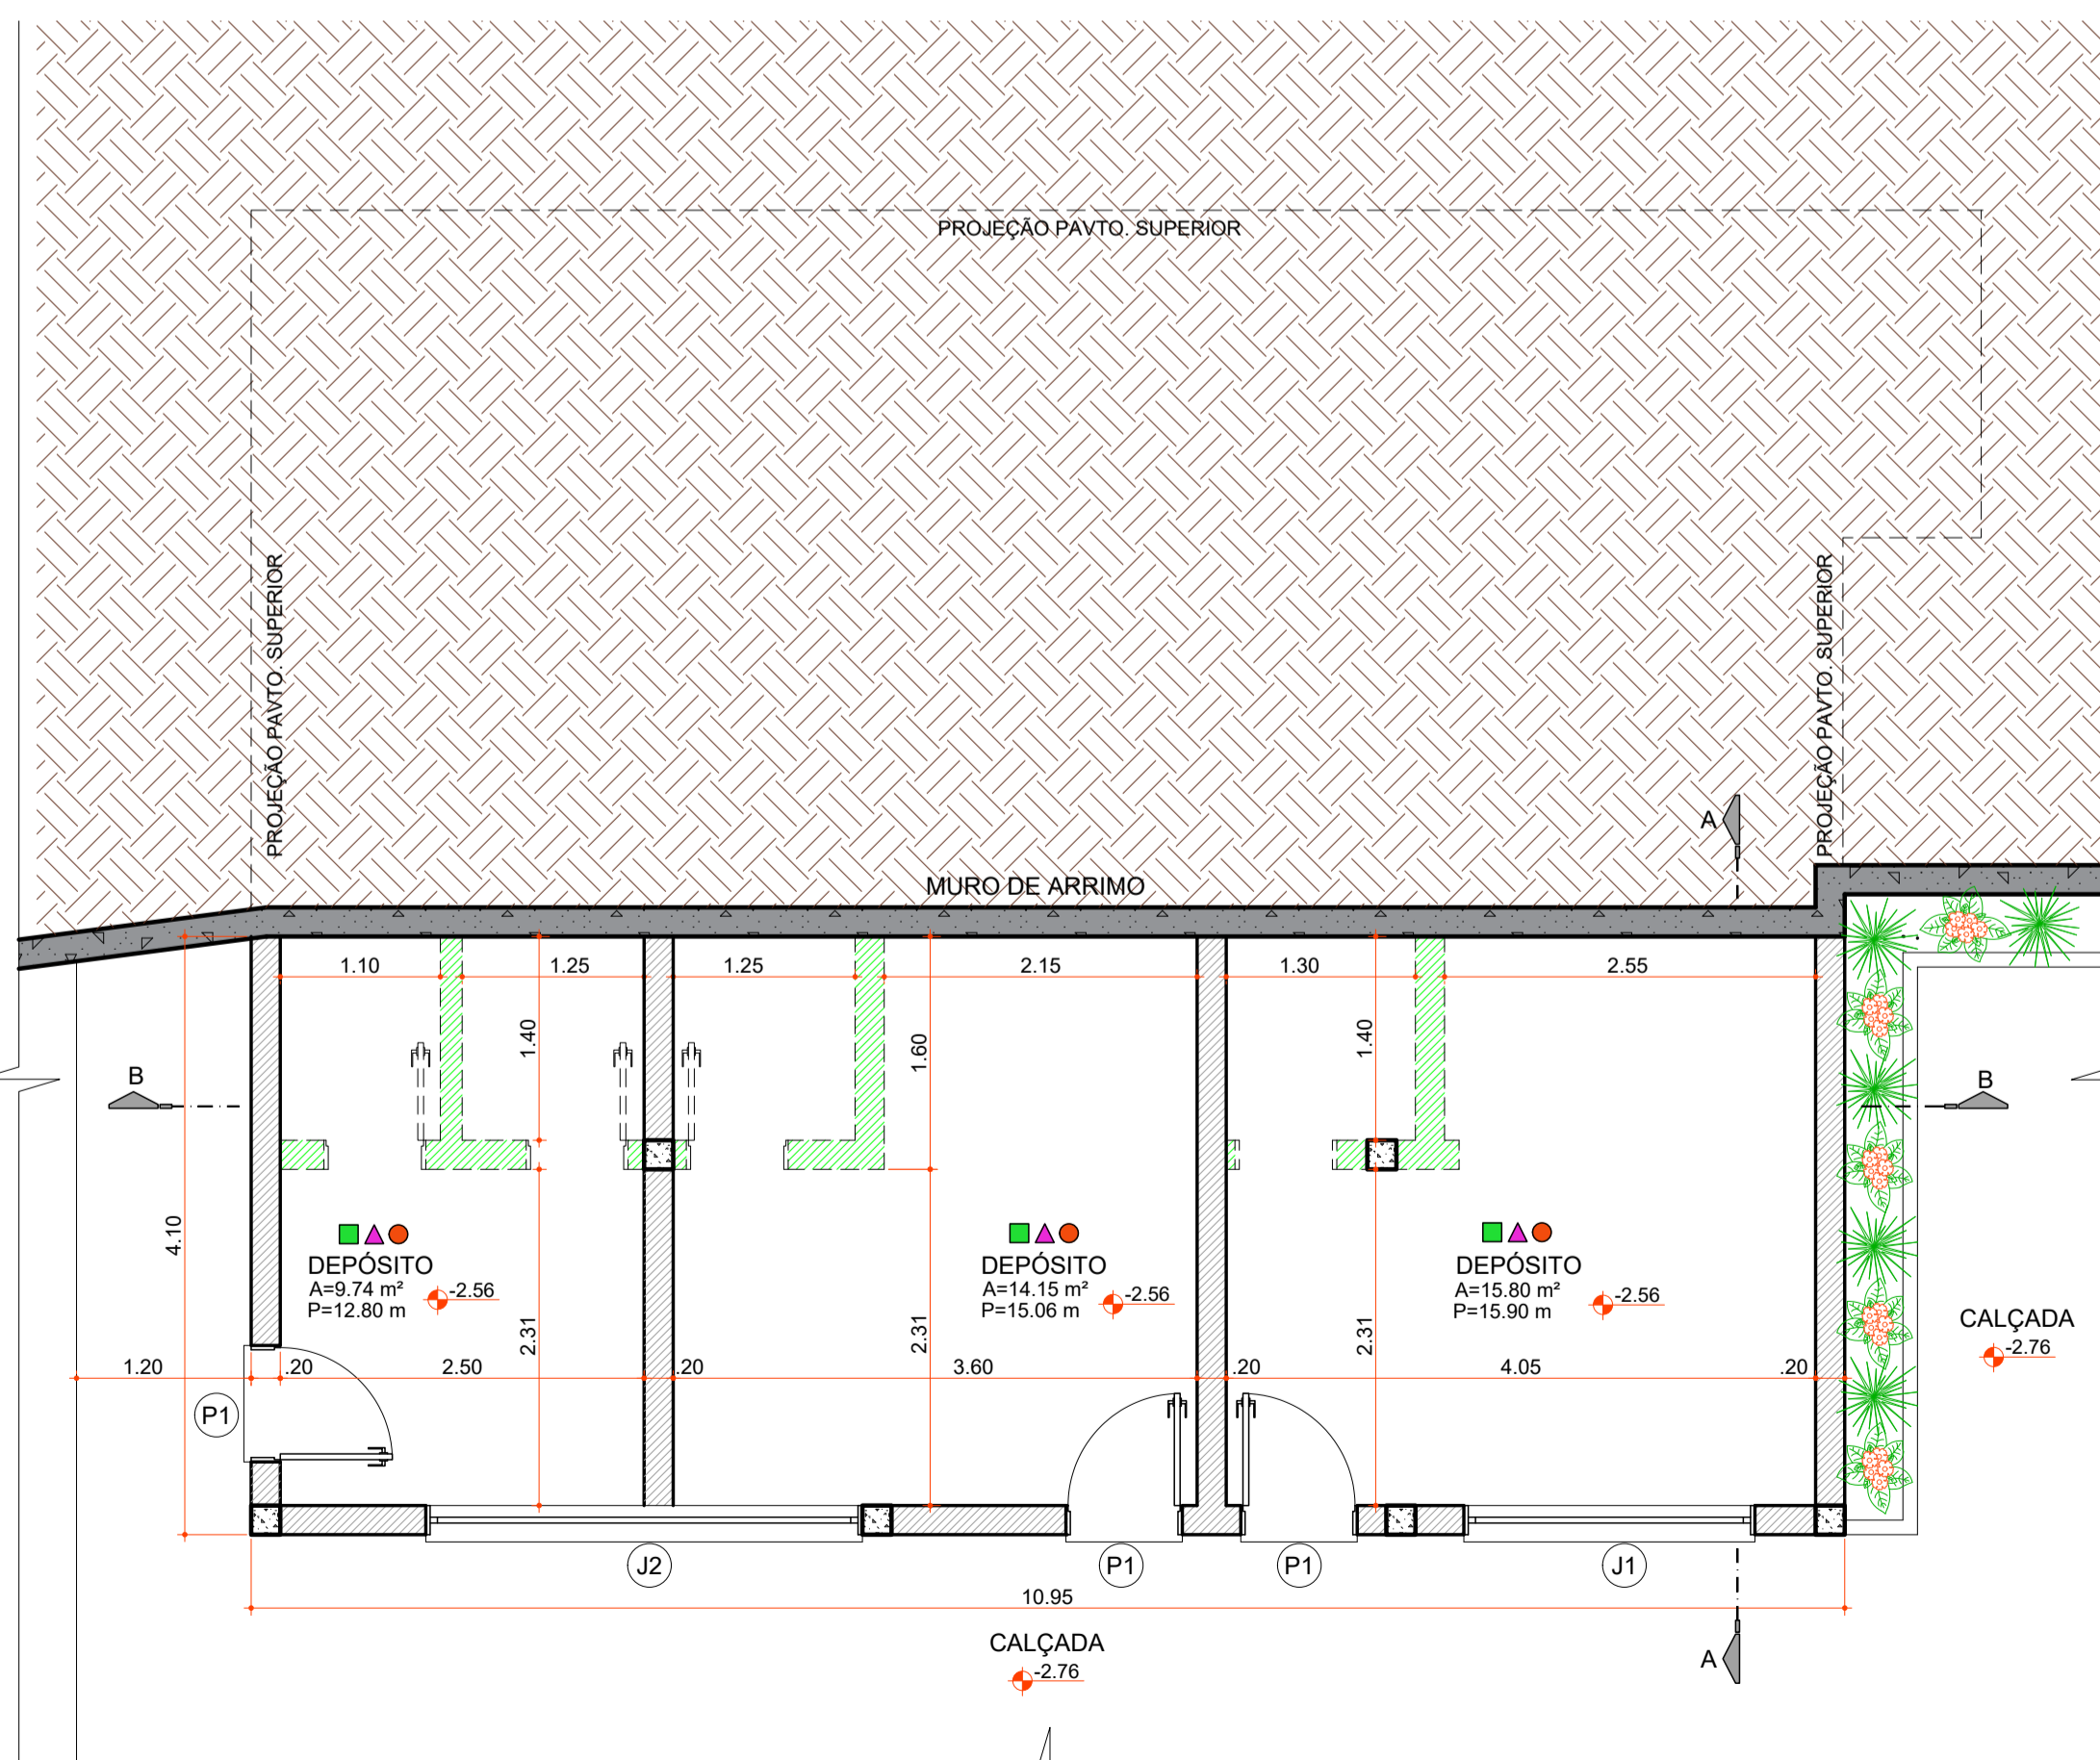 PROJEÇÃO PAVTO. SUPERIOR
PROJEÇÃO PAVTO. SUPERIOR
PROJEÇÃO PAVTO. SUPERIOR
A
MURO DE ARRIMO
1.10
1.25
1.25
2.15
1.30
2.55
1.40
1.60
1.40
B
B
4.10
DEPÓSITO
A=9.74 m²
P=12.80 m
-2.56
2.31
DEPÓSITO
A=14.15 m²
P=15.06 m
-2.56
2.31
DEPÓSITO
A=15.80 m²
P=15.90 m
-2.56
2.31
CALÇADA
-2.76
1.20
.20
2.50
.20
3.60
.20
4.05
.20
P1
J2
P1
P1
J1
10.95
CALÇADA
-2.76
A